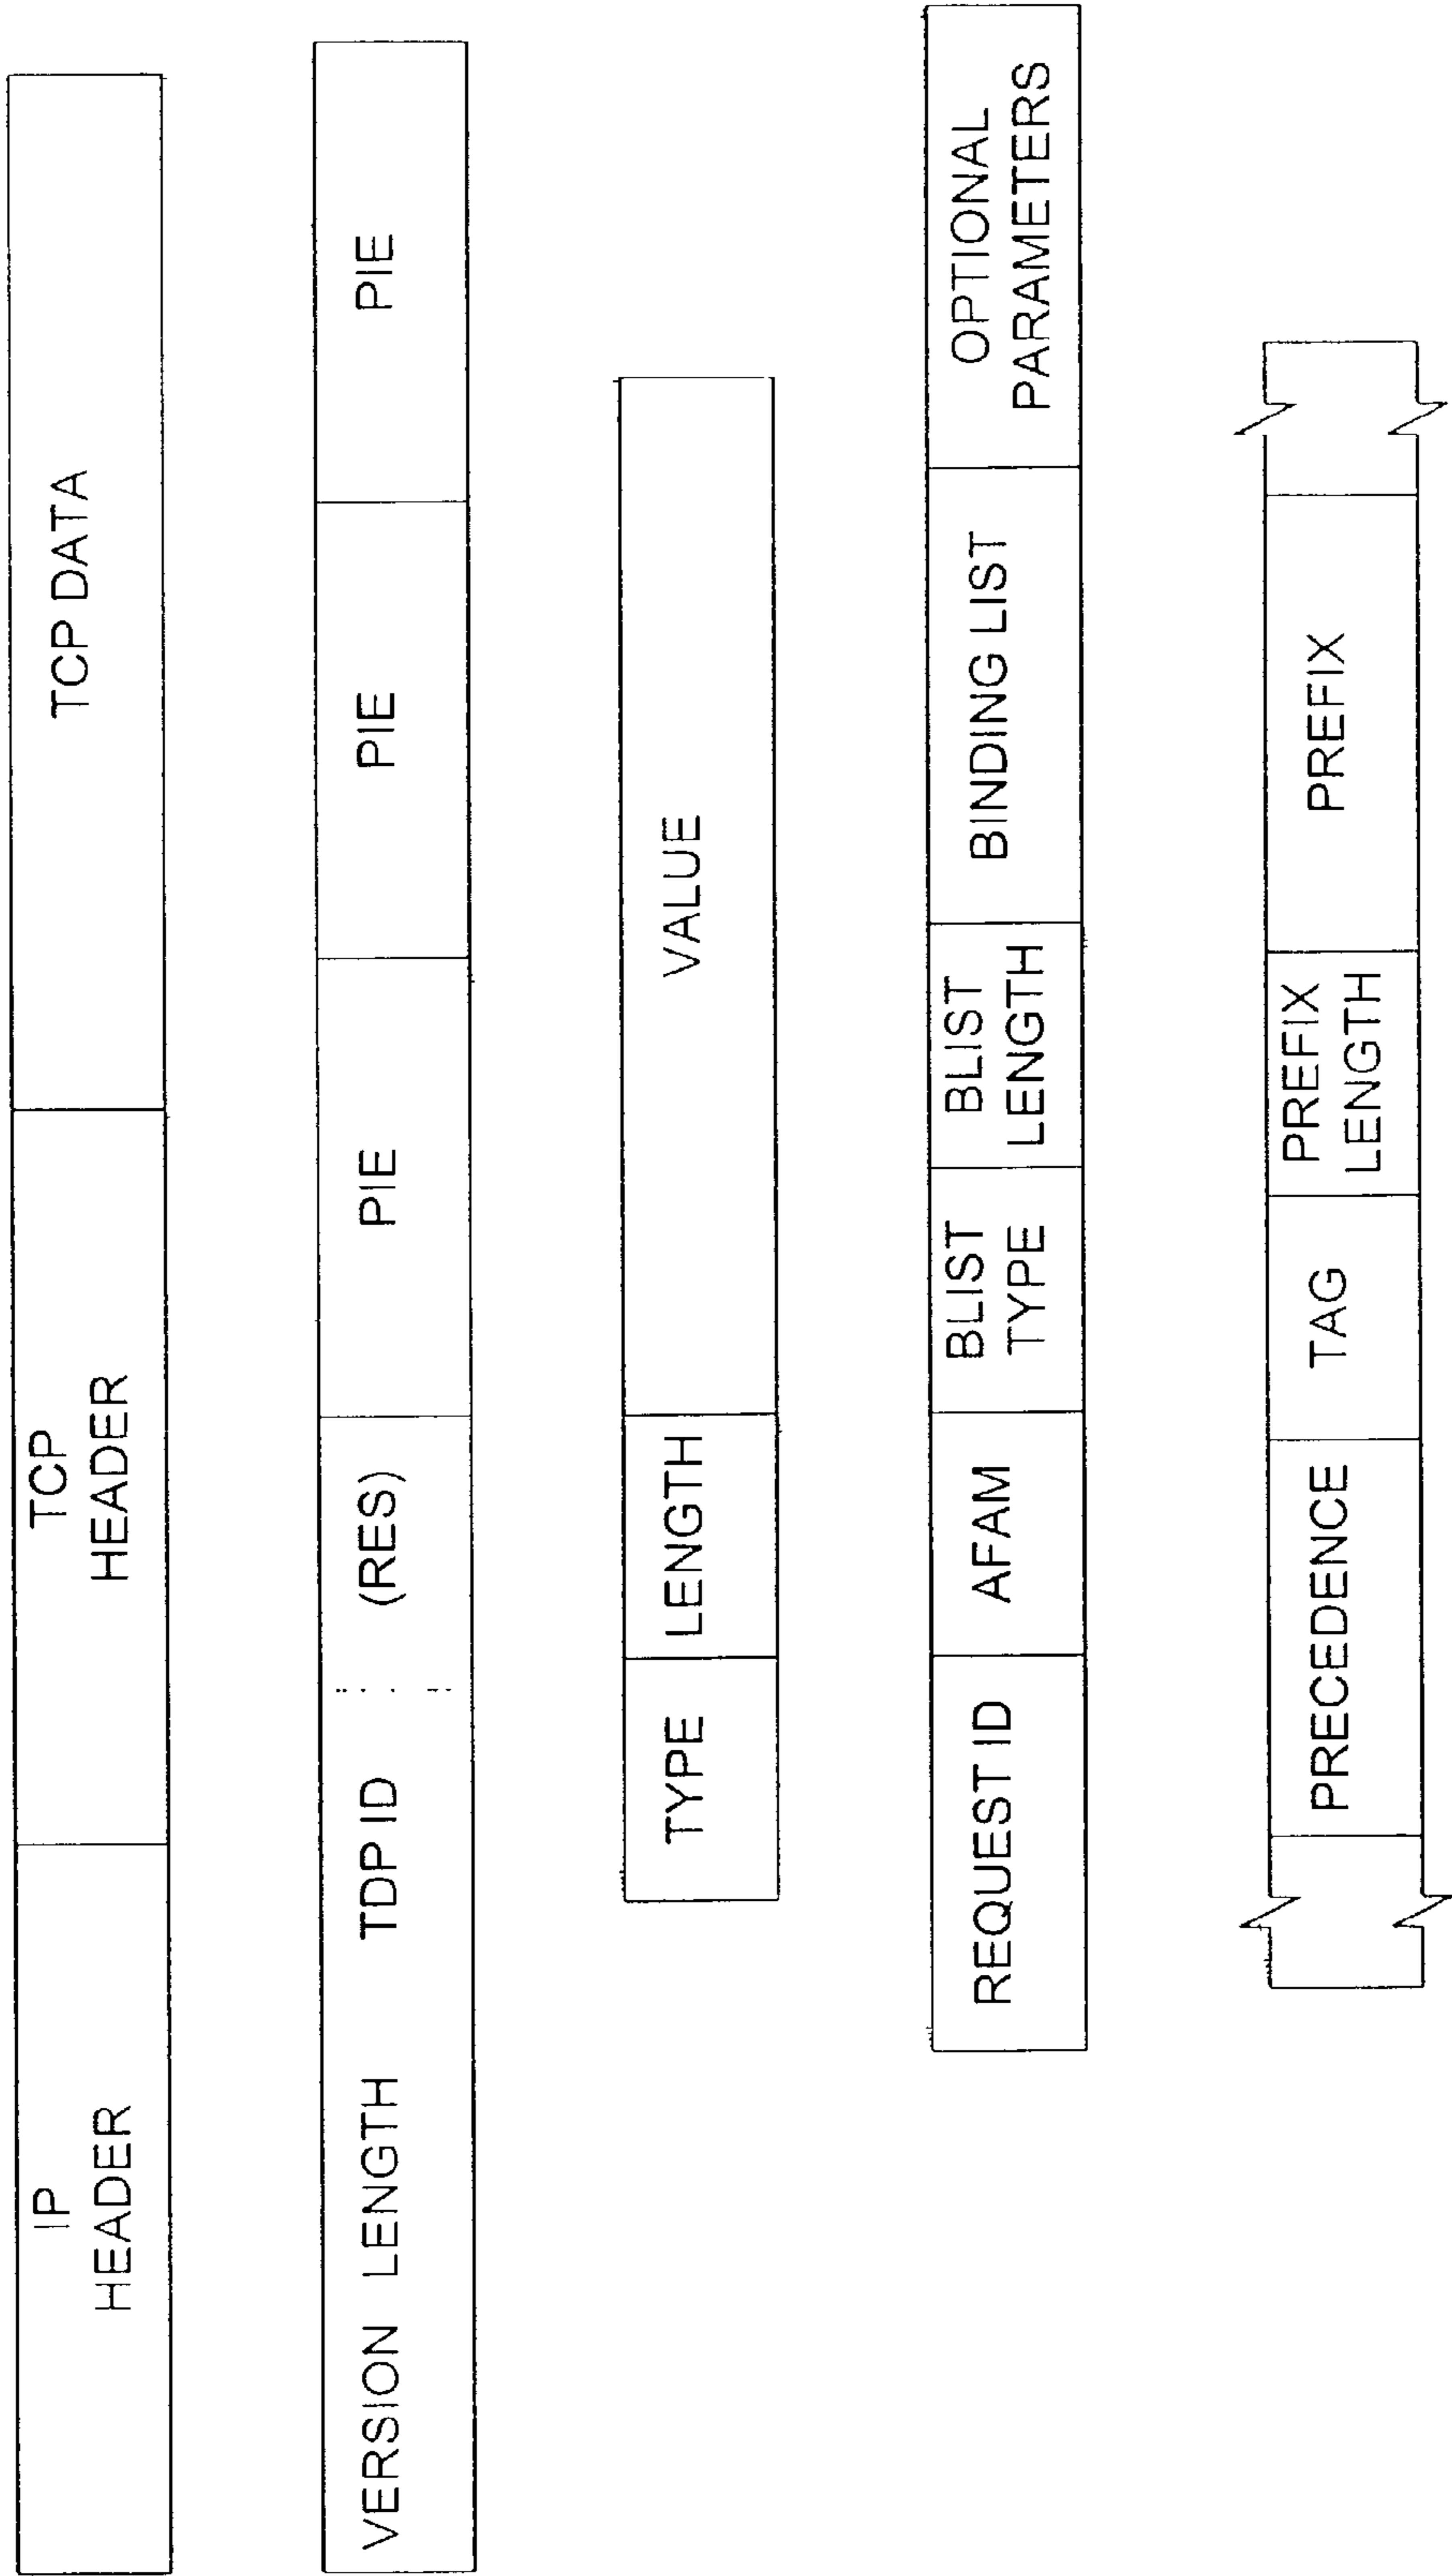 IP
HEADER
TCP
HEADER
TCP DATA
VERSION LENGTH TDP ID (RES) PIE PIE PIE
TYPE LENGTH VALUE
REQUEST ID
AFAM
BLIST
TYPE
BLIST
LENGTH
BINDING LIST
OPTIONAL
PARAMETERS
PRECEDENCE
TAG
PREFIX
LENGTH
PREFIX